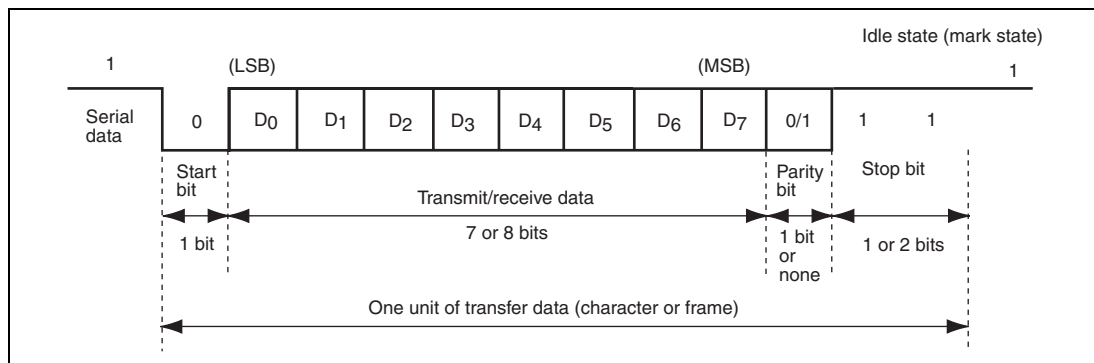 Idle state (mark state)
1 (LSB) (MSB) 1
Serial data
0 D0 D1 D2 D3 D4 D5 D6 D7 0/1 1 1
Start bit
Transmit/receive data
Parity bit
Stop bit
1 bit
7 or 8 bits
1 bit or none
1 or 2 bits
One unit of transfer data (character or frame)